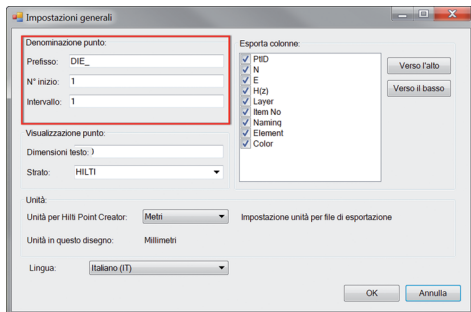 Impostazioni generali
Denominazione punto:
Prefisso: DIE_
N° inizio: 1
Intervallo: 1
Visualizzazione punto:
Dimensioni testo: )
Strato: HILTI
Esporta colonne:
PtID
N
E
H(z)
Layer
Item No
Naming
Element
Color
Verso l'alto
Verso il basso
Unità:
Unità per Hilti Point Creator: Metri Impostazione unità per file di esportazione
Unità in questo disegno: Millimetri
Lingua: Italiano (IT)
OK Annulla